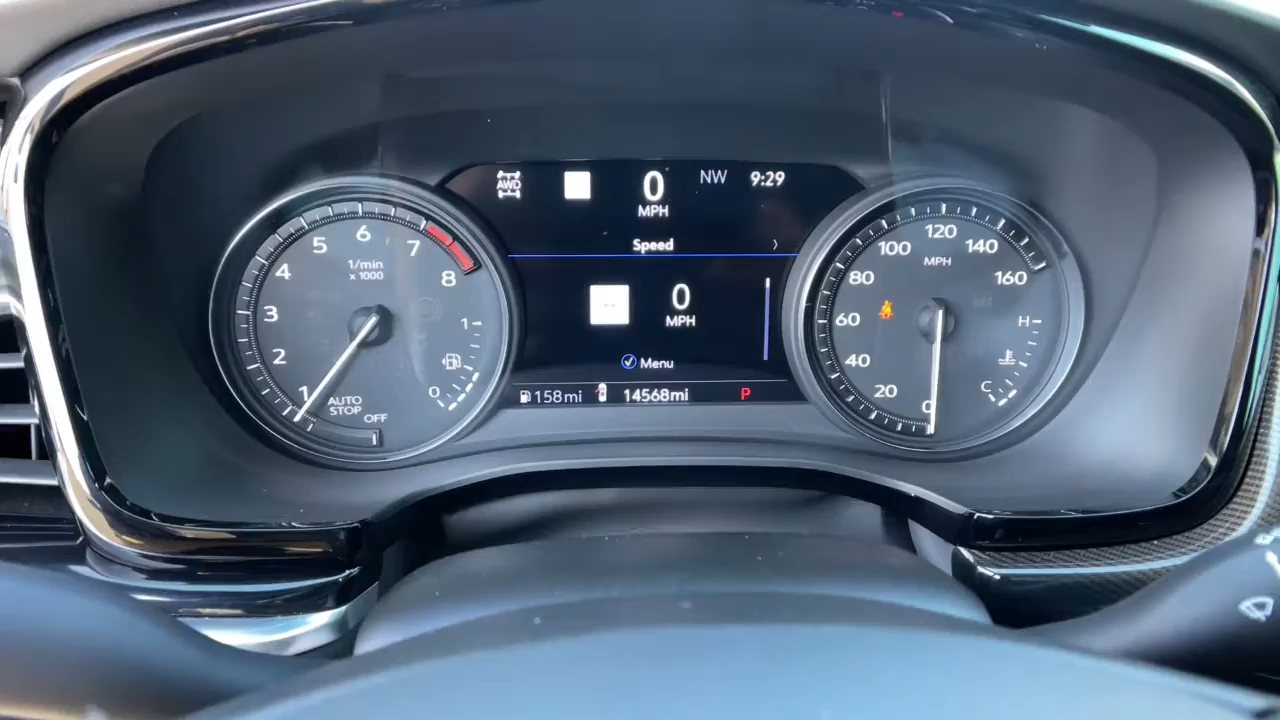 AWD
0
MPH
NW
9:29
Speed
0
MPH
Menu
158mi
14568mi
P
1
2
3
4
5
6
7
8
1/min
x 1000
AUTO
STOP
OFF
1
0
0
20
40
60
80
100
120
140
160
MPH
H
C